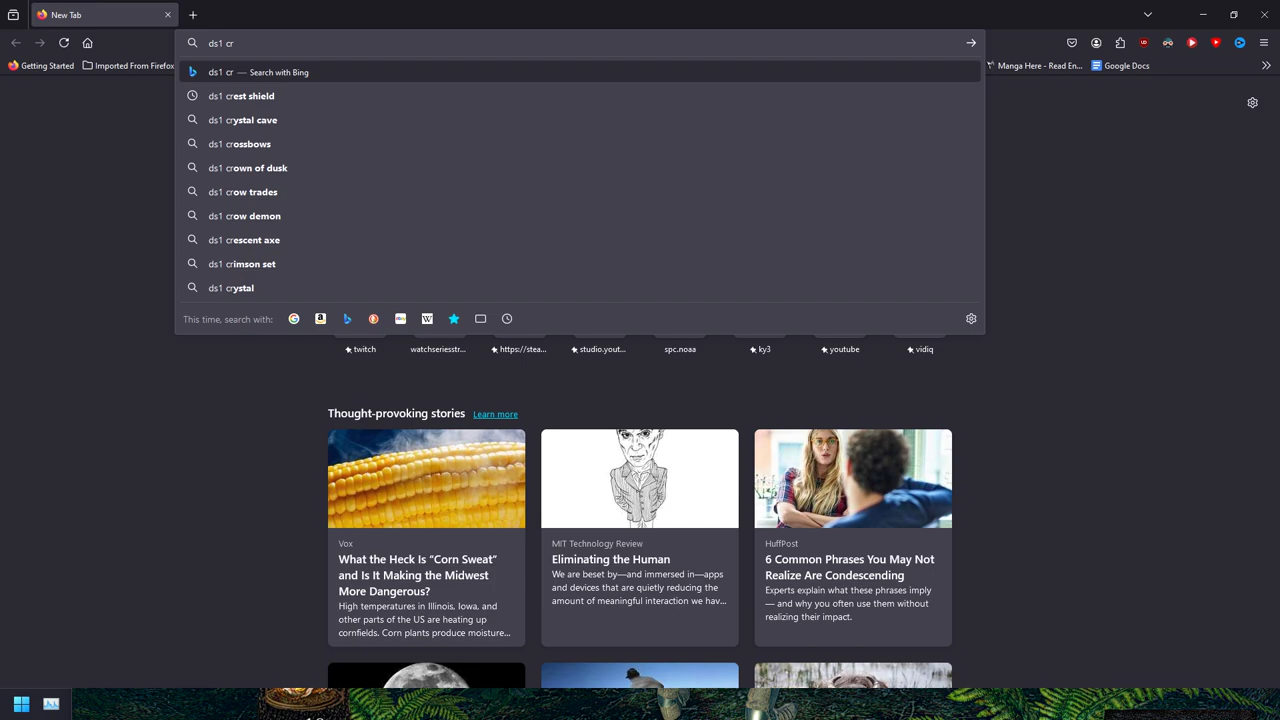 New Tab
ds1 cr
Getting Started
Imported From Firefox
Manga Here - Read En...
Google Docs
ds1 cr — Search with Bing
ds1 crest shield
ds1 crystal cave
ds1 crossbows
ds1 crown of dusk
ds1 crow trades
ds1 crow demon
ds1 crescent axe
ds1 crimson set
ds1 crystal
This time, search with:
twitch
watchseriesstr...
https://stea...
studio.yout...
spc.noaa
ky3
youtube
vidiq
Thought-provoking stories
Learn more
Vox
What the Heck Is “Corn Sweat”
and Is It Making the Midwest
More Dangerous?
High temperatures in Illinois, Iowa, and
other parts of the US are heating up
cornfields. Corn plants produce moisture...
MIT Technology Review
Eliminating the Human
We are beset by—and immersed in—apps
and devices that are quietly reducing the
amount of meaningful interaction we hav...
HuffPost
6 Common Phrases You May Not
Realize Are Condescending
Experts explain what these phrases imply
— and why you often use them without
realizing their impact.